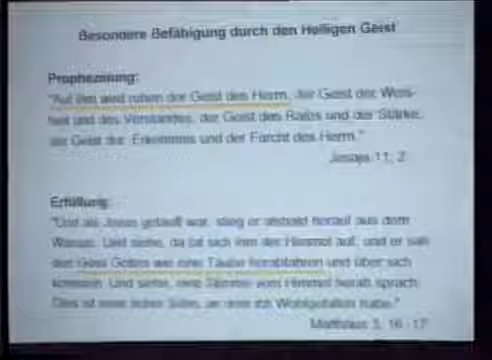 Besondere Befähigung durch den Heiligen Geist
Prophezeiung:
"Auf ihm wird ruhen der Geist des Herrn, der Geist der Weis-
heit und des Verstandes, der Geist des Rates und der Stärke,
der Geist der Erkenntnis und der Furcht des Herrn."
Jesaja 11, 2
Erfüllung:
"Und als Jesus getauft war, stieg er alsbald herauf aus dem
Wasser. Und siehe, da tat sich ihm der Himmel auf, und er sah
den Geist Gottes wie eine Taube herabfahren und über sich
kommen. Und siehe, eine Stimme vom Himmel herab sprach:
Dies ist mein lieber Sohn, an dem ich Wohlgefallen habe."
Matthäus 3, 16 - 17